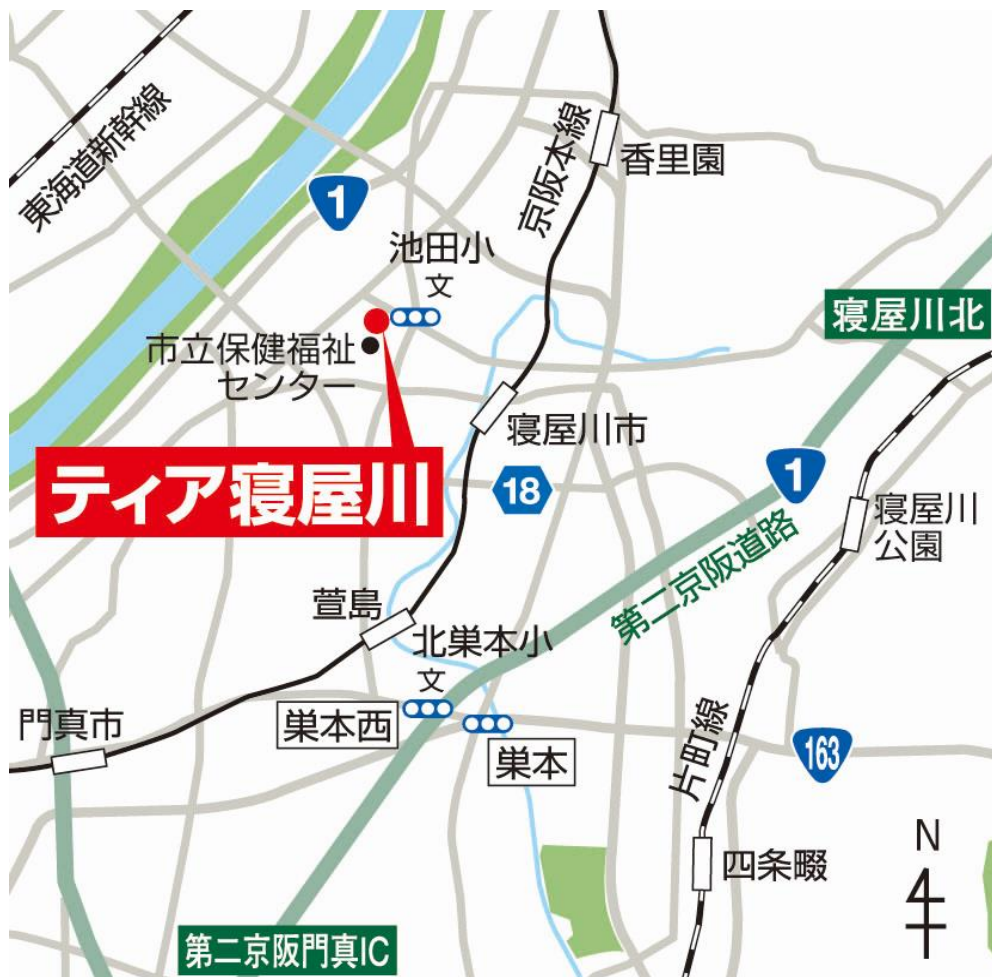 東海道新幹線
京阪本線
香里園
1
池田小
文
寝屋川北
市立保健福祉
センター
寝屋川市
ティア寝屋川
18
1
寝屋川
公園
第二京阪道路
萱島
北巣本小
文
門真市
巣本西
巣本
片町線
163
四条畷
N
第二京阪門真IC